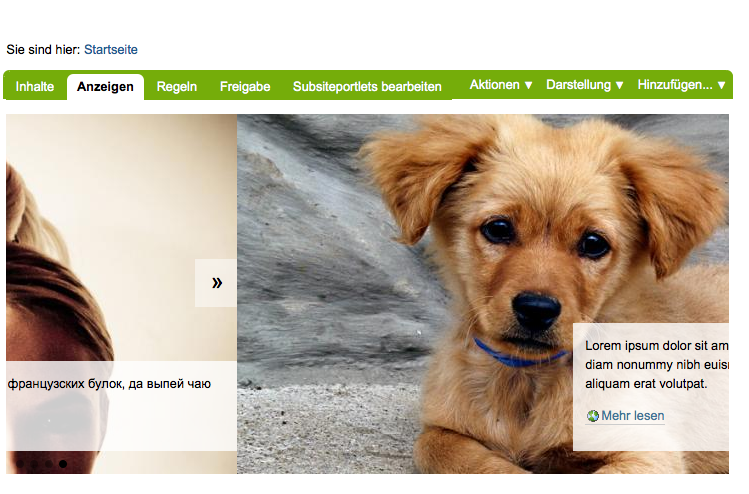 Sie sind hier: Startseite
Inhalte Anzeigen Regeln Freigabe Subsiteportlets bearbeiten Aktionen ▼ Darstellung ▼ Hinzufügen... ▼
»
французских булок, да выпей чаю
Lorem ipsum dolor sit am
diam nonummy nibh euis
aliquam erat volutpat.
Mehr lesen